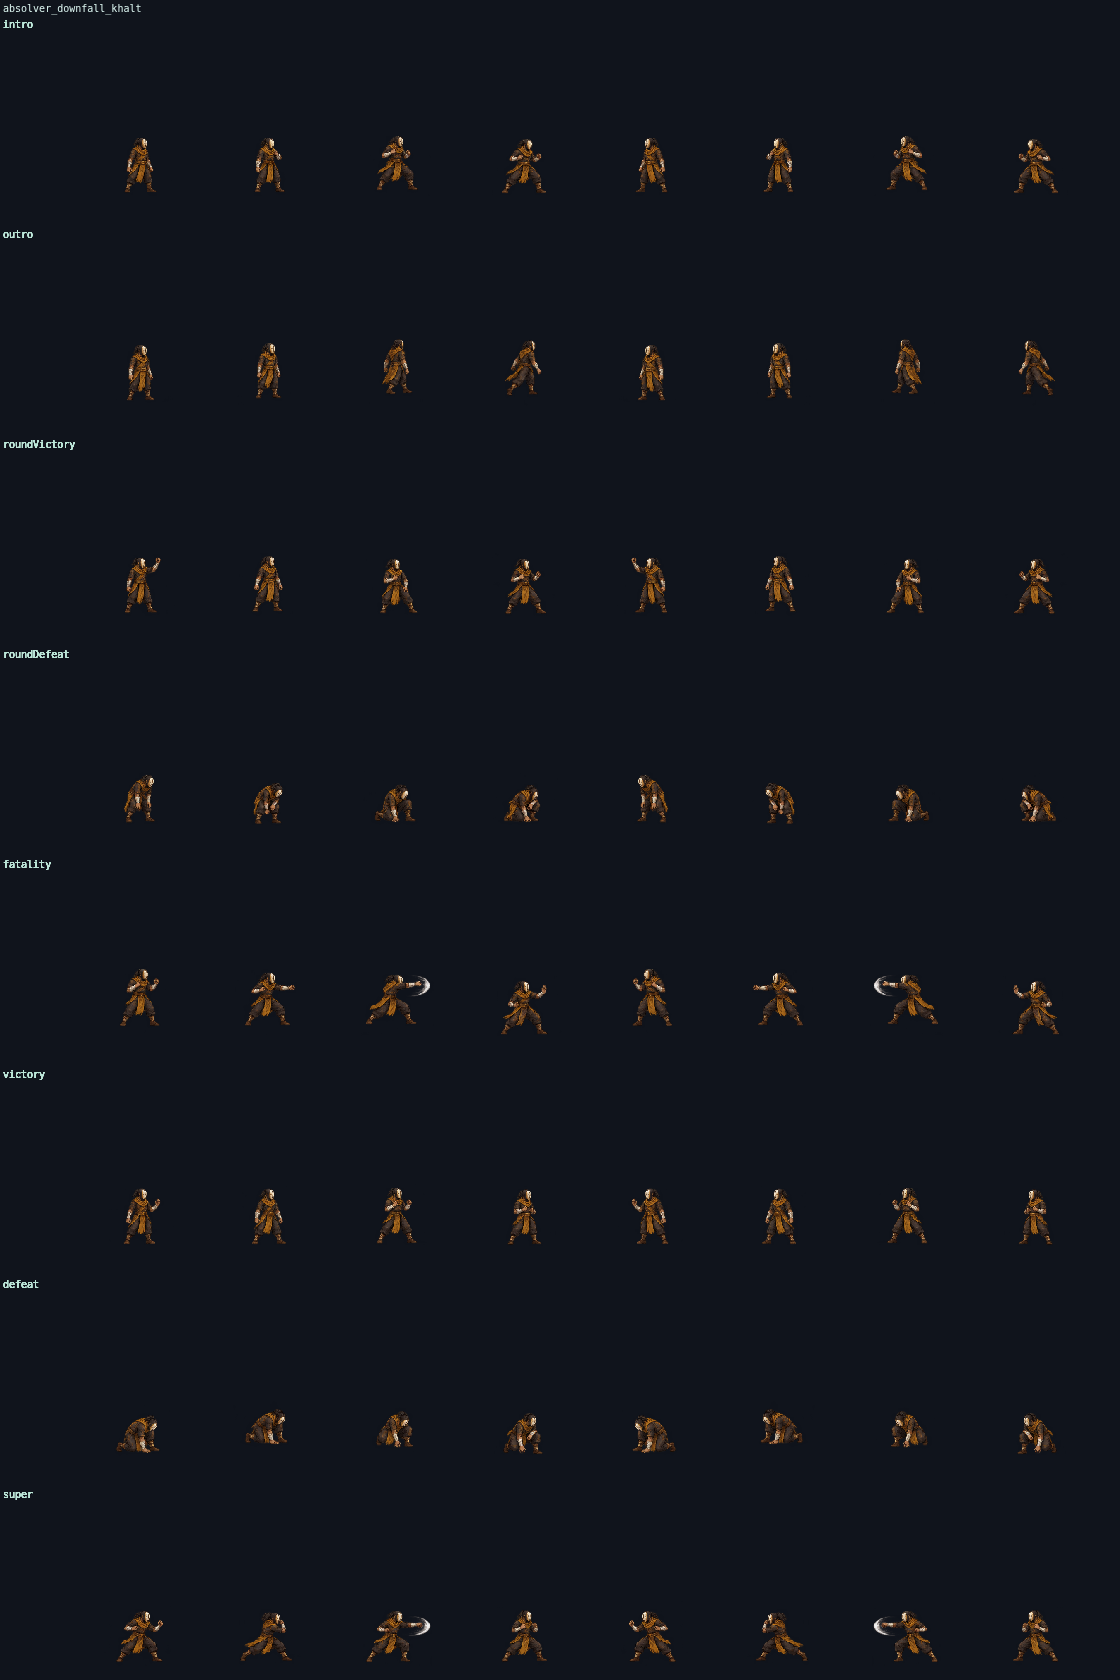 absolver_downfall_khalt
intro
outro
roundVictory
roundDefeat
fatality
victory
defeat
super